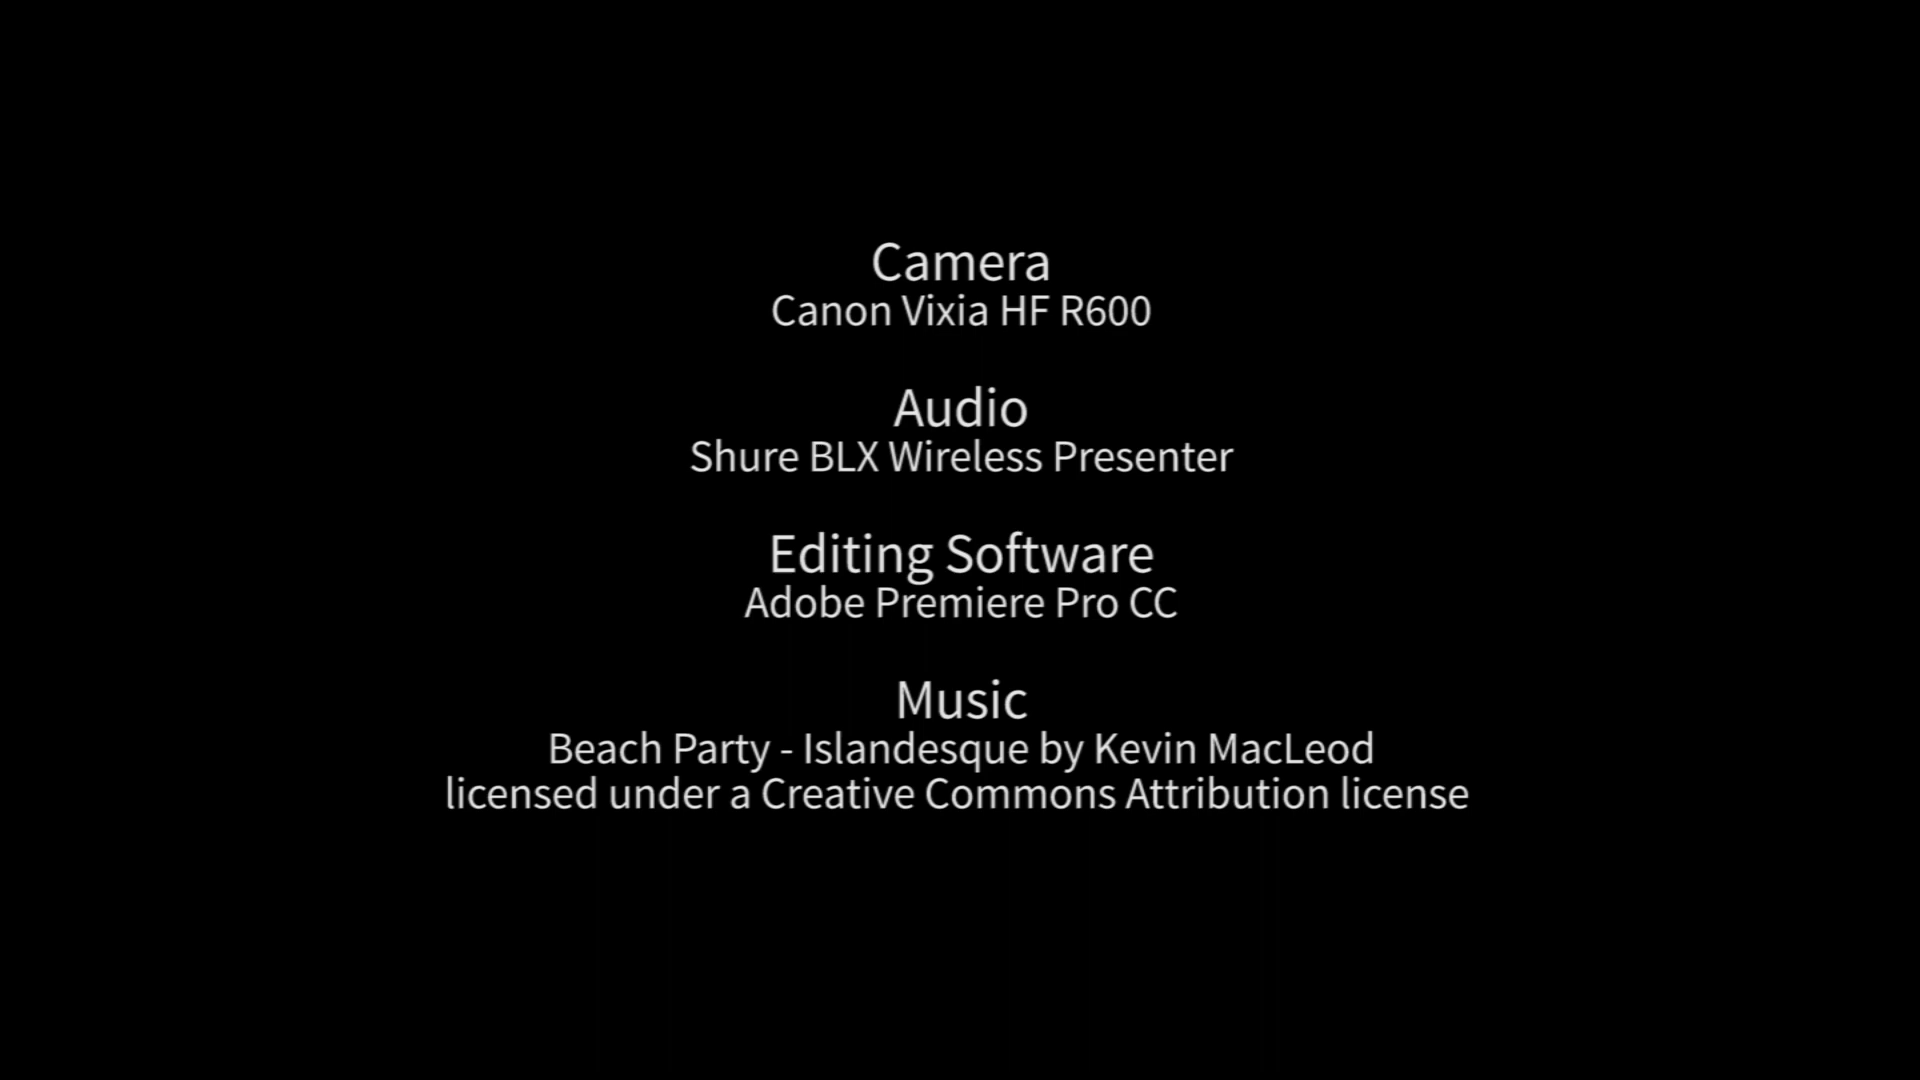 Camera
Canon Vixia HF R600
Audio
Shure BLX Wireless Presenter
Editing Software
Adobe Premiere Pro CC
Music
Beach Party - Islandesque by Kevin MacLeod
licensed under a Creative Commons Attribution license